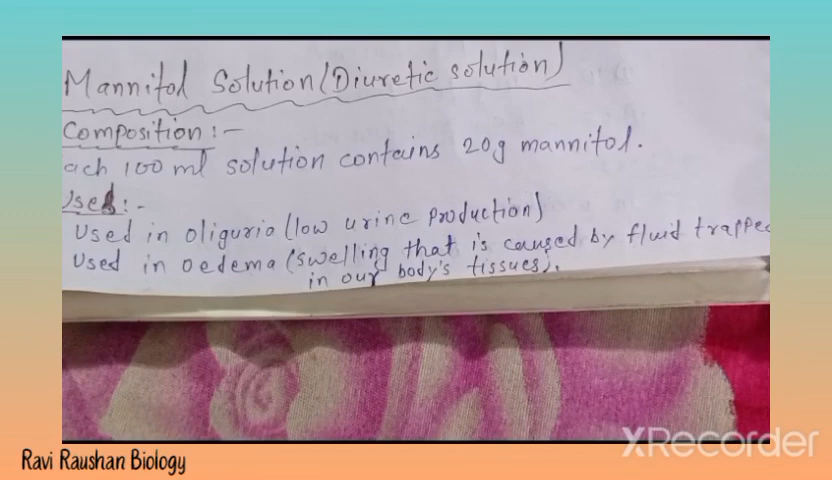 Mannitol Solution (Diuretic solution)
Composition :-
ach 100 ml solution contains 20g mannitol.
Uses :-
Used in oliguria (low urine production)
Used in oedema (swelling that is caused by fluid trapped
in our body's tissues).
XRecorder
Ravi Raushan Biology